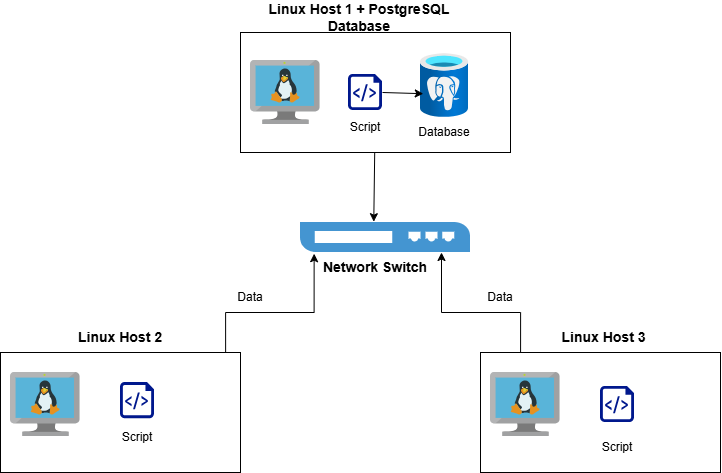 Linux Host 1 + PostgreSQL
Database
Script
Database
Network Switch
Data
Data
Linux Host 2
Linux Host 3
Script
Script